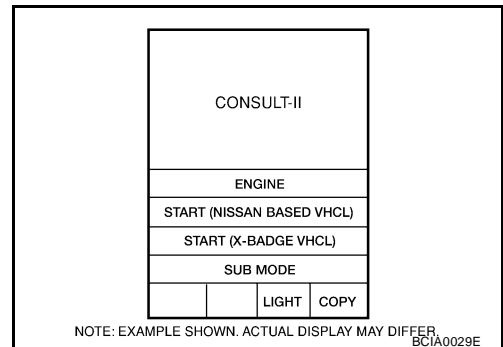 CONSULT-II
ENGINE
START (NISSAN BASED VHCL)
START (X-BADGE VHCL)
SUB MODE
LIGHT COPY
NOTE: EXAMPLE SHOWN. ACTUAL DISPLAY MAY DIFFER.
BCIA0029E